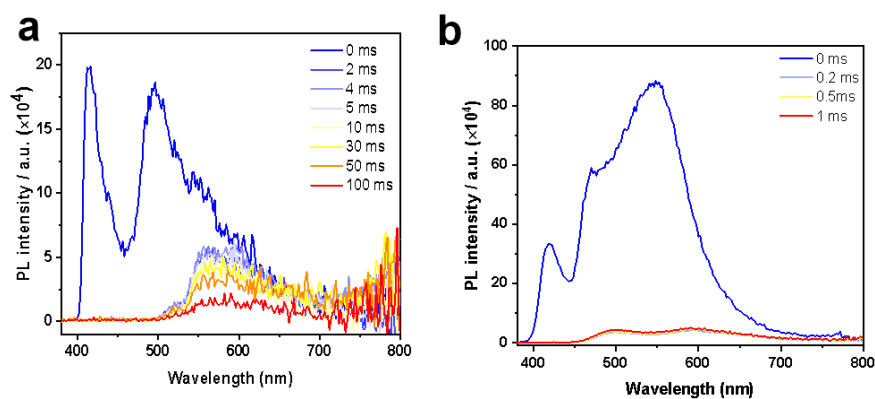 a
PL intensity / a.u. (×10⁴)
20
15
10
5
0
0 ms
2 ms
4 ms
5 ms
10 ms
30 ms
50 ms
100 ms
400 500 600 700 800
Wavelength (nm)
b
PL intensity / a.u. (×10⁴)
100
80
60
40
20
0
0 ms
0.2 ms
0.5ms
1 ms
400 500 600 700 800
Wavelength (nm)